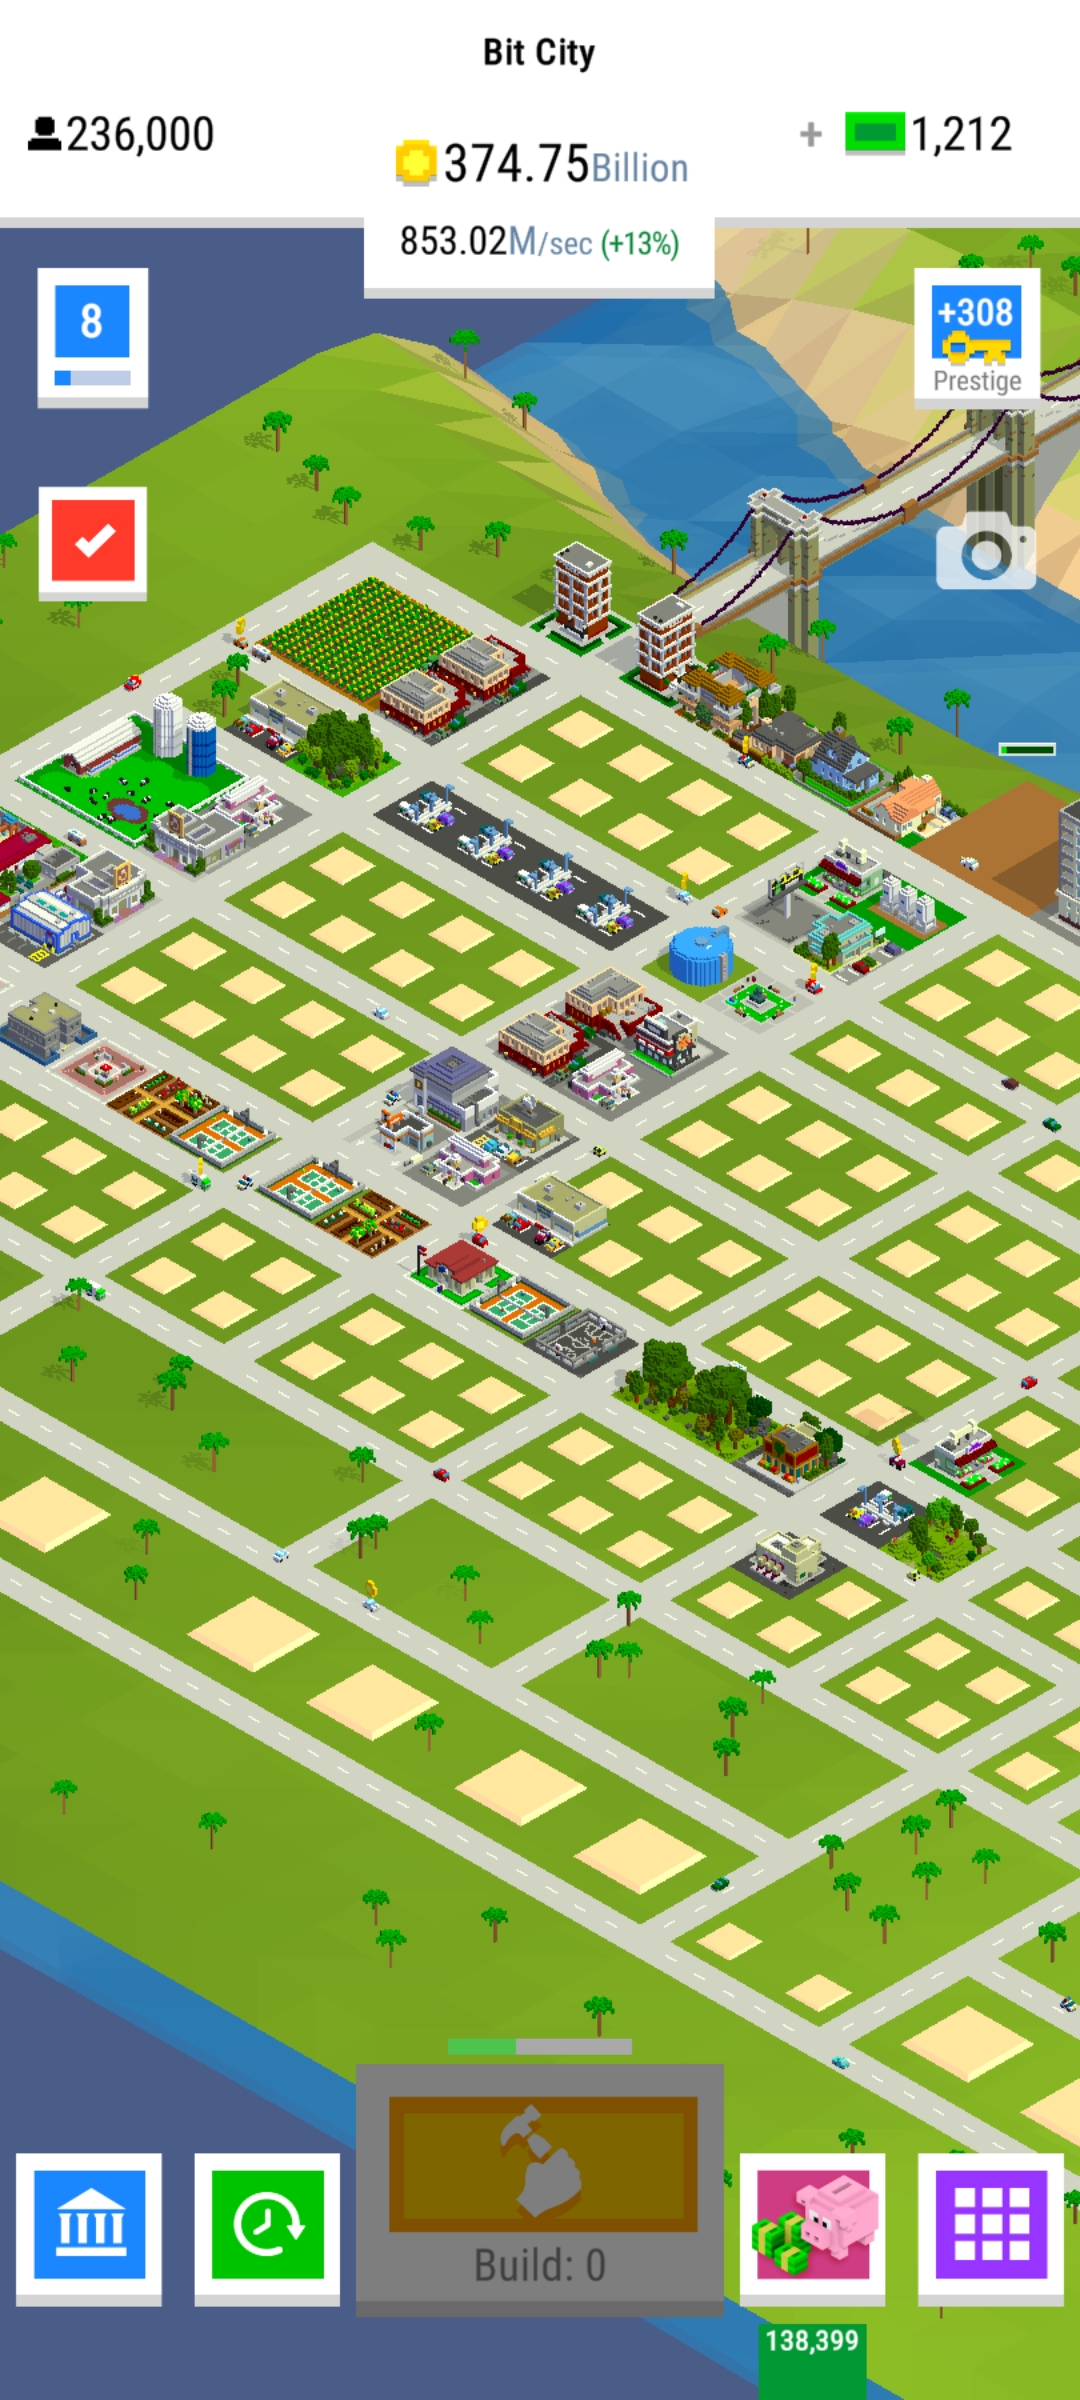 Bit City
236,000
374.75Billion
+ 1,212
853.02M/sec (+13%)
8
+308
Prestige
Build: 0
138,399